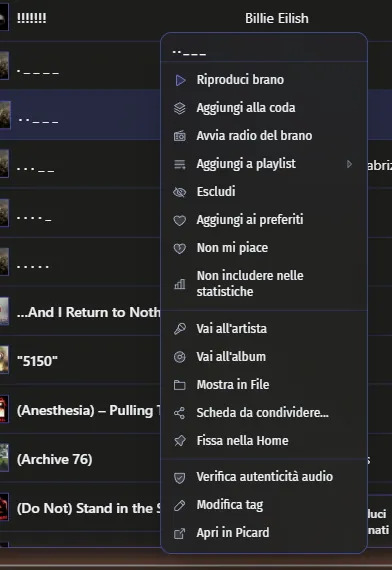 !!!!!!! Billie Eilish
. _ _ _ _
. . _ _ _
. . _ _ _
Riproduci brano
Aggiungi alla coda
Avvia radio del brano
. . . _ _
Aggiungi a playlist
Escludi
. . . . _
Aggiungi ai preferiti
Non mi piace
. . . . .
Non includere nelle
statistiche
...And I Return to Noth
Vai all'artista
"5150"
Vai all'album
Mostra in File
(Anesthesia) – Pulling T
Scheda da condividere...
Fissa nella Home
(Archive 76)
Verifica autenticità audio
(Do Not) Stand in the S
Modifica tag
Apri in Picard